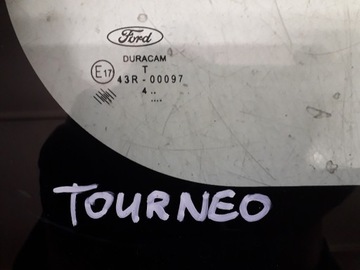 Ford
DURACAM
T
E17
43R-00097
4 ..
....
TOURNEO